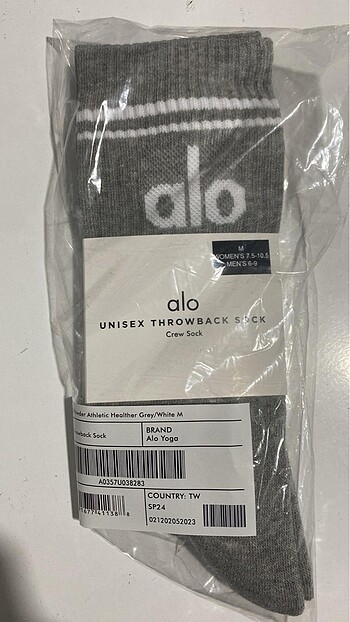 alo
M
WOMEN'S 7.5-10.5
MEN'S 6-9
alo
UNISEX THROWBACK SOCK
Crew Sock
Athletic Healther Grey/White M
Sock
BRAND
Alo Yoga
A0357U038283
COUNTRY: TW
SP24
021202052023